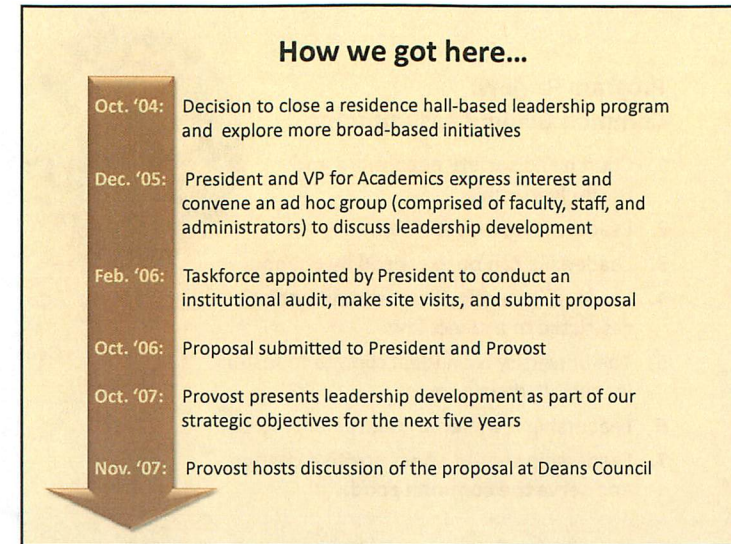 How we got here...
Oct. '04: Decision to close a residence hall-based leadership program
and explore more broad-based initiatives
Dec. '05: President and VP for Academics express interest and
convene an ad hoc group (comprised of faculty, staff, and
administrators) to discuss leadership development
Feb. '06: Taskforce appointed by President to conduct an
institutional audit, make site visits, and submit proposal
Oct. '06: Proposal submitted to President and Provost
Oct. '07: Provost presents leadership development as part of our
strategic objectives for the next five years
Nov. '07: Provost hosts discussion of the proposal at Deans Council